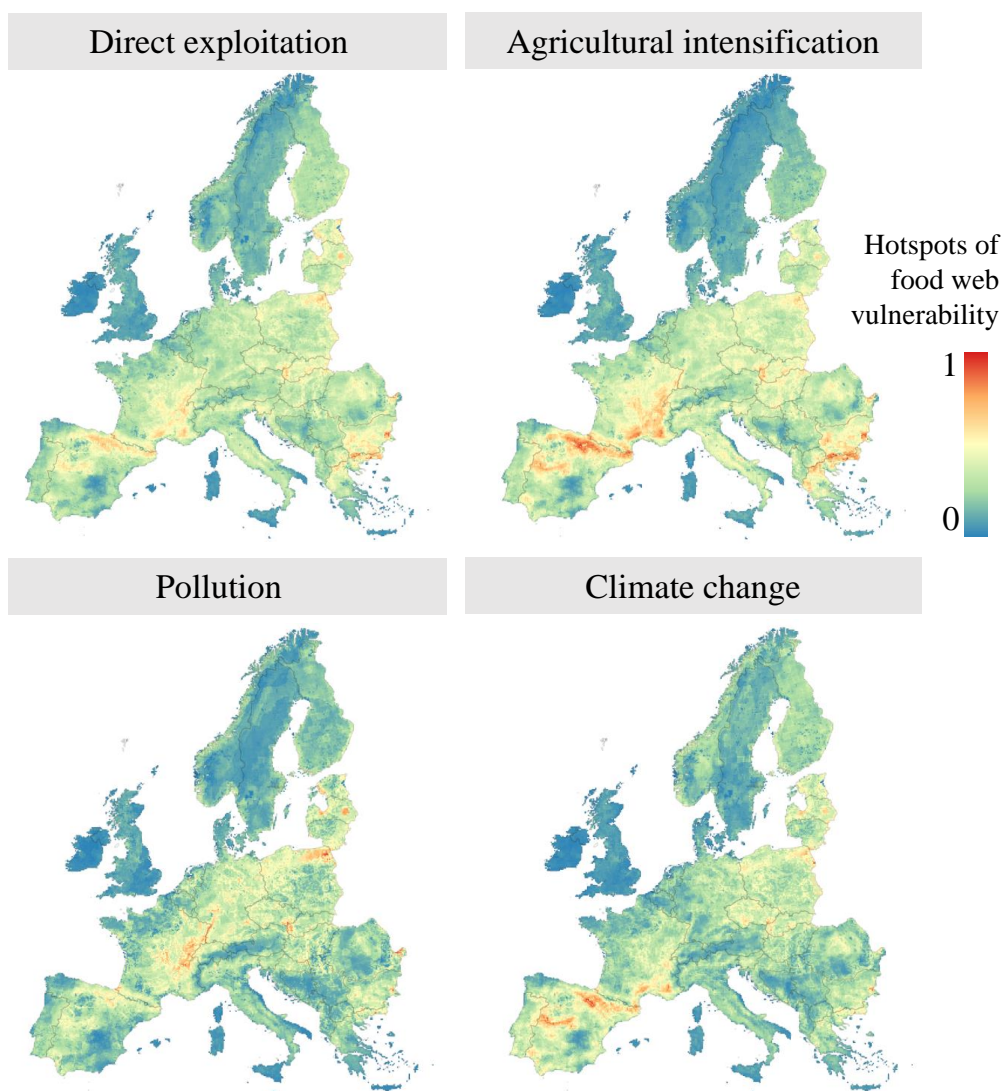 Direct exploitation
Agricultural intensification
Hotspots of
food web
vulnerability
1
0
Pollution
Climate change